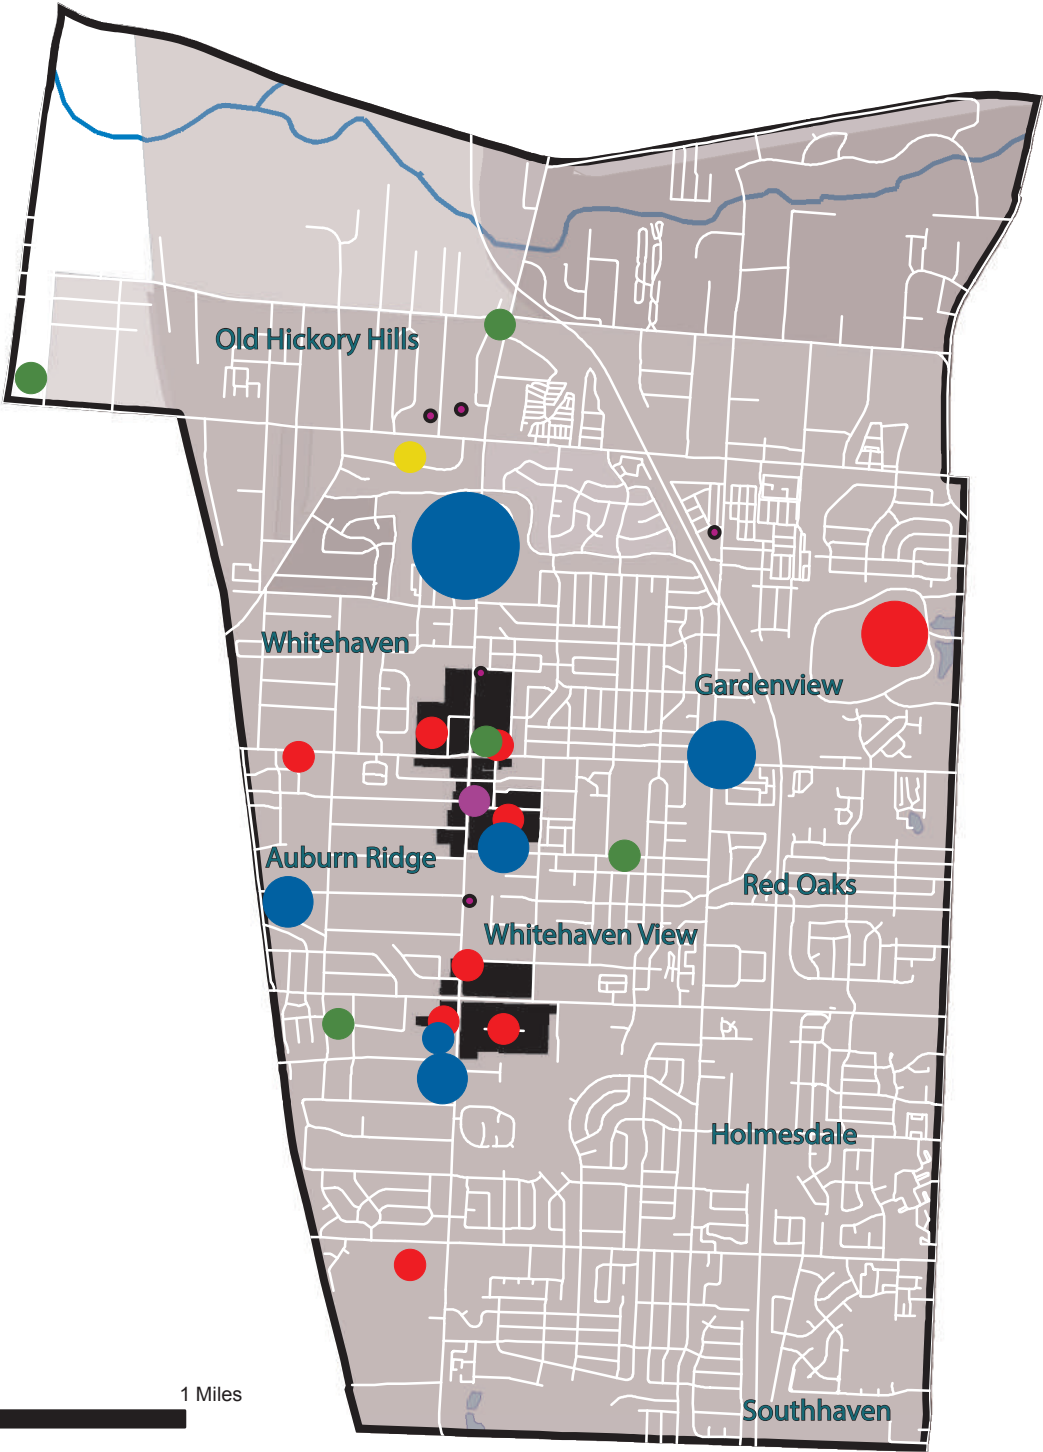 Old Hickory Hills
Whitehaven
Gardenview
Auburn Ridge
Red Oaks
Whitehaven View
Holmesdale
1 Miles
Southhaven